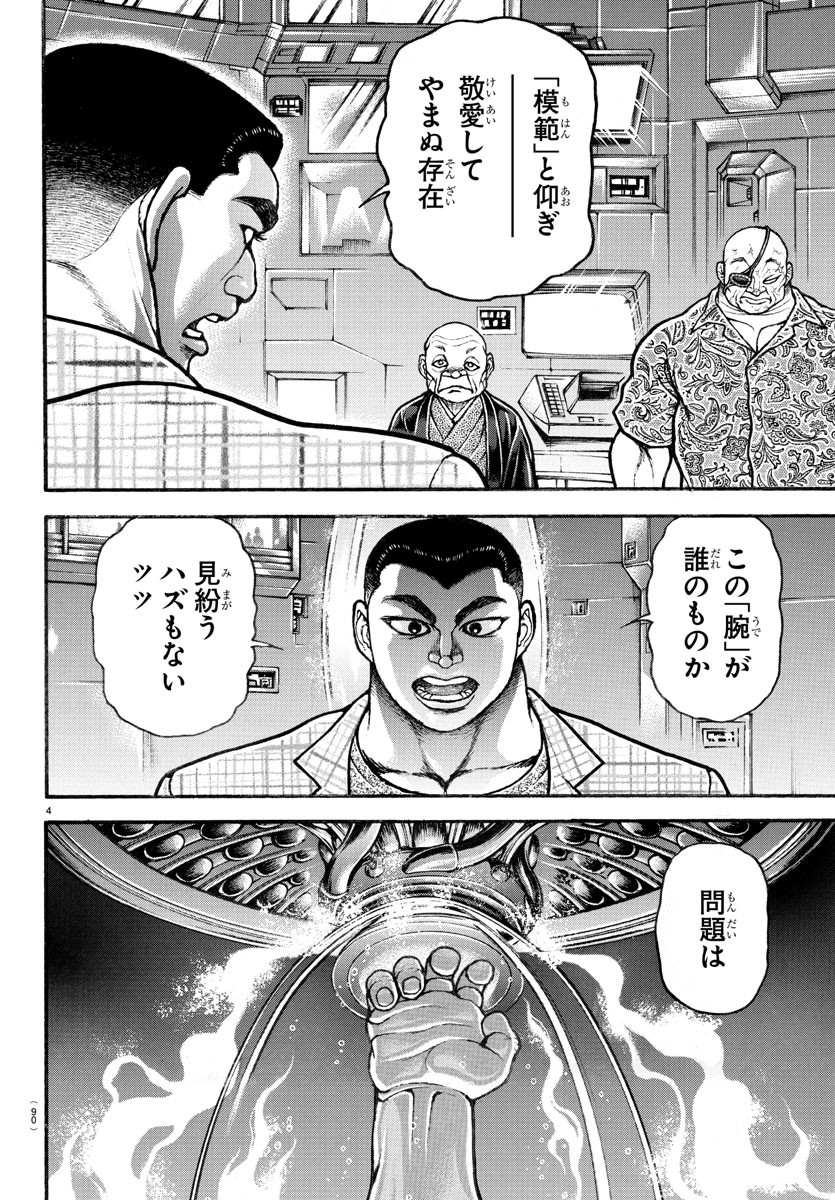 「模範」と仰ぎ
――
敬愛して
やまぬ存在
この「腕」が
誰のものか
見紛う
ハズもない
ッッ
4
問題は
(90)